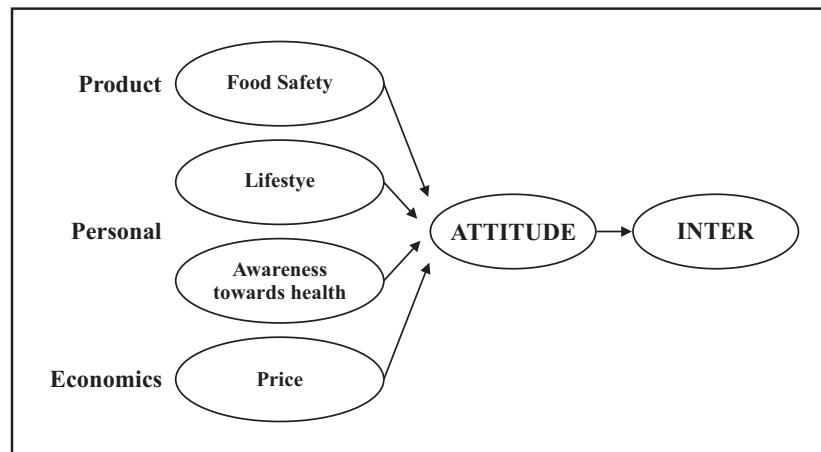 Product
Food Safety
Lifestye
Personal
Awareness
towards health
Economics
Price
ATTITUDE
INTER